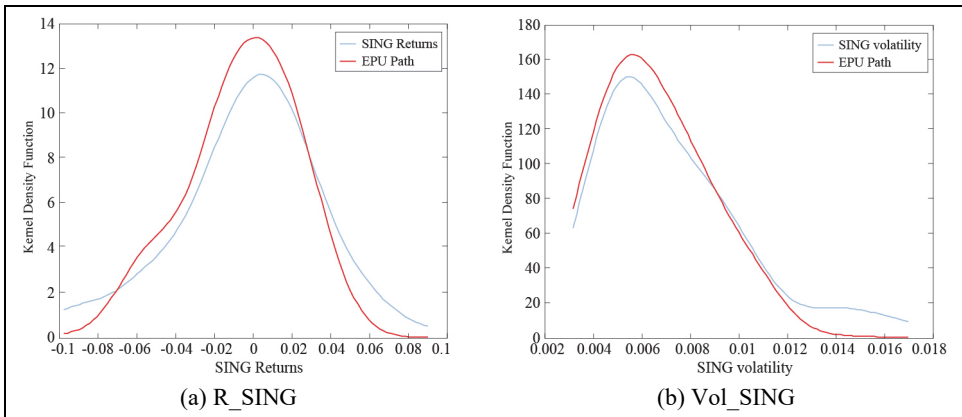 14
12
10
8
6
4
2
0
Kernel Density Function
SING Returns
EPU Path
-0.1 -0.08 -0.06 -0.04 -0.02 0 0.02 0.04 0.06 0.08 0.1
SING Returns
(a) R_SING
180
160
140
120
100
80
60
40
20
0
Kernel Density Function
SING volatility
EPU Path
0.002 0.004 0.006 0.008 0.01 0.012 0.014 0.016 0.018
SING volatility
(b) Vol_SING